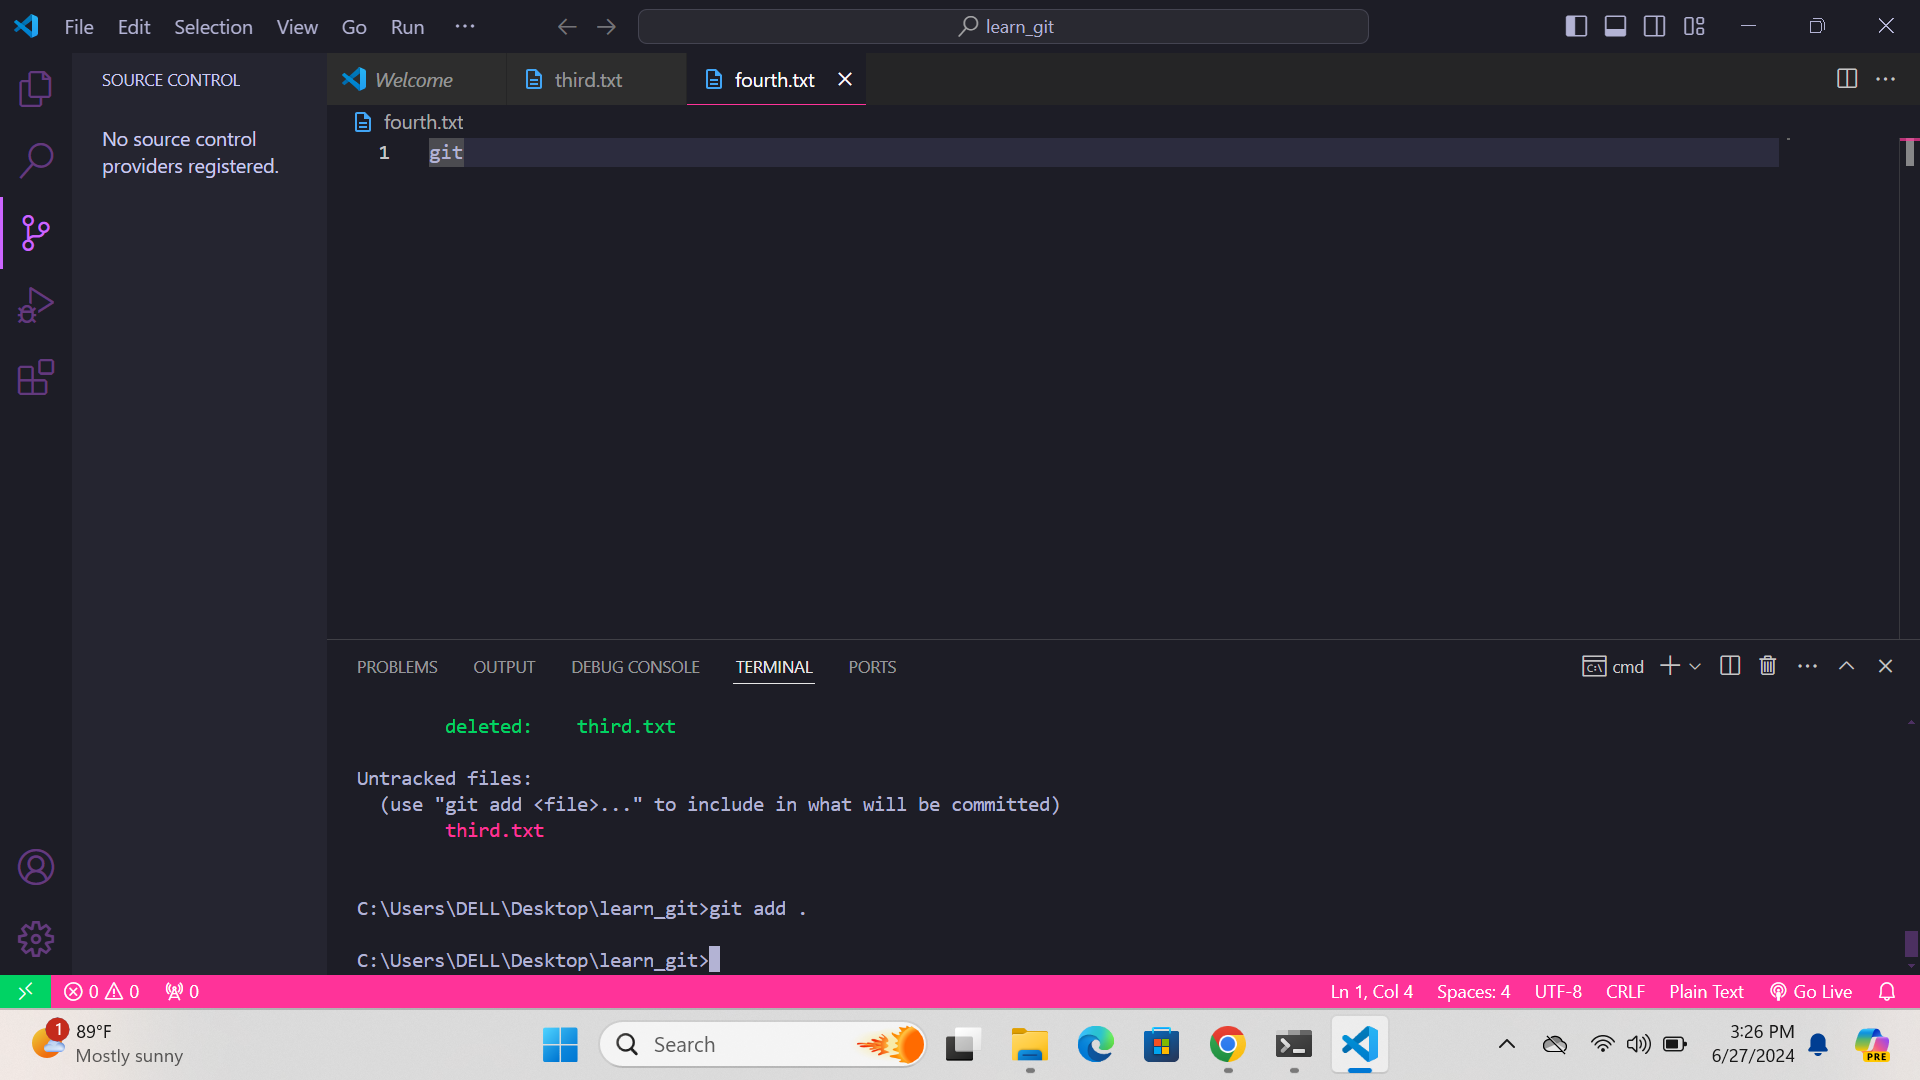 File Edit Selection View Go Run ··· learn_git
SOURCE CONTROL
Welcome third.txt fourth.txt
No source control
providers registered.
fourth.txt
1 git
PROBLEMS OUTPUT DEBUG CONSOLE TERMINAL PORTS cmd
deleted: third.txt
Untracked files:
(use "git add <file>..." to include in what will be committed)
third.txt
C:\Users\DELL\Desktop\learn_git>git add .
C:\Users\DELL\Desktop\learn_git>
0 0 0 Ln 1, Col 4 Spaces: 4 UTF-8 CRLF Plain Text Go Live
1 89°F
Mostly sunny
Search
3:26 PM
6/27/2024
PRE